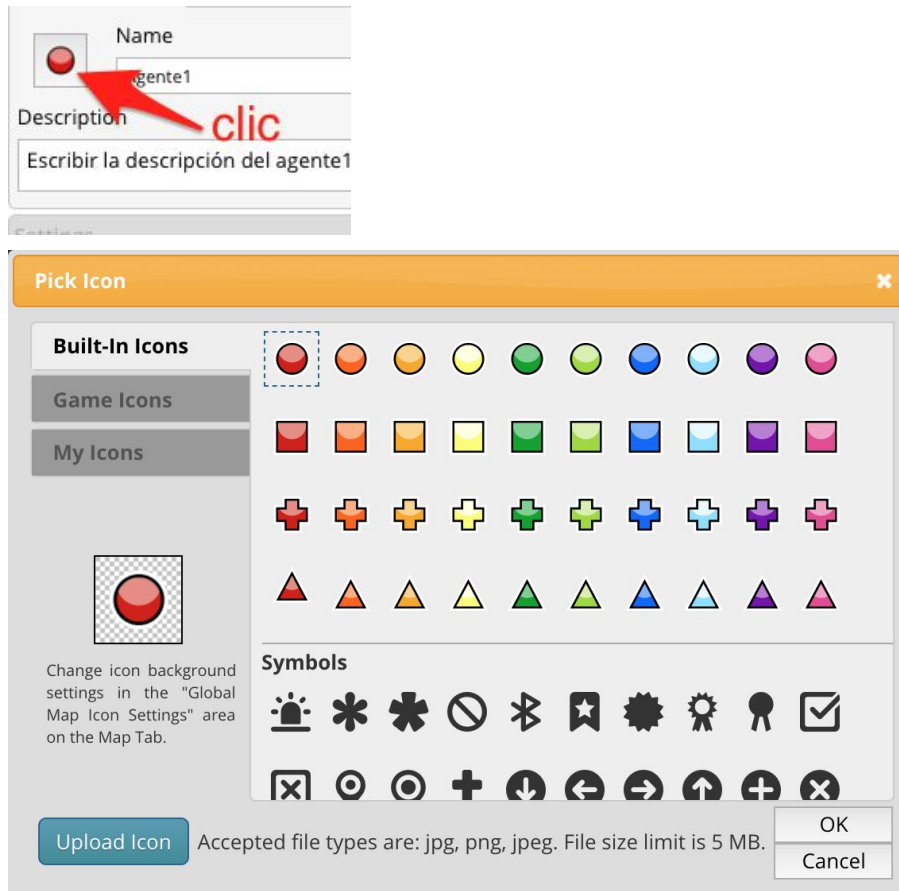 Name
Agente1
clic
Description
Escribir la descripción del agente1
Settings
Pick Icon
Built-In Icons
Game Icons
My Icons
Change icon background
settings in the "Global
Map Icon Settings" area
on the Map Tab.
Symbols
Upload Icon
Accepted file types are: jpg, png, jpeg. File size limit is 5 MB.
OK
Cancel